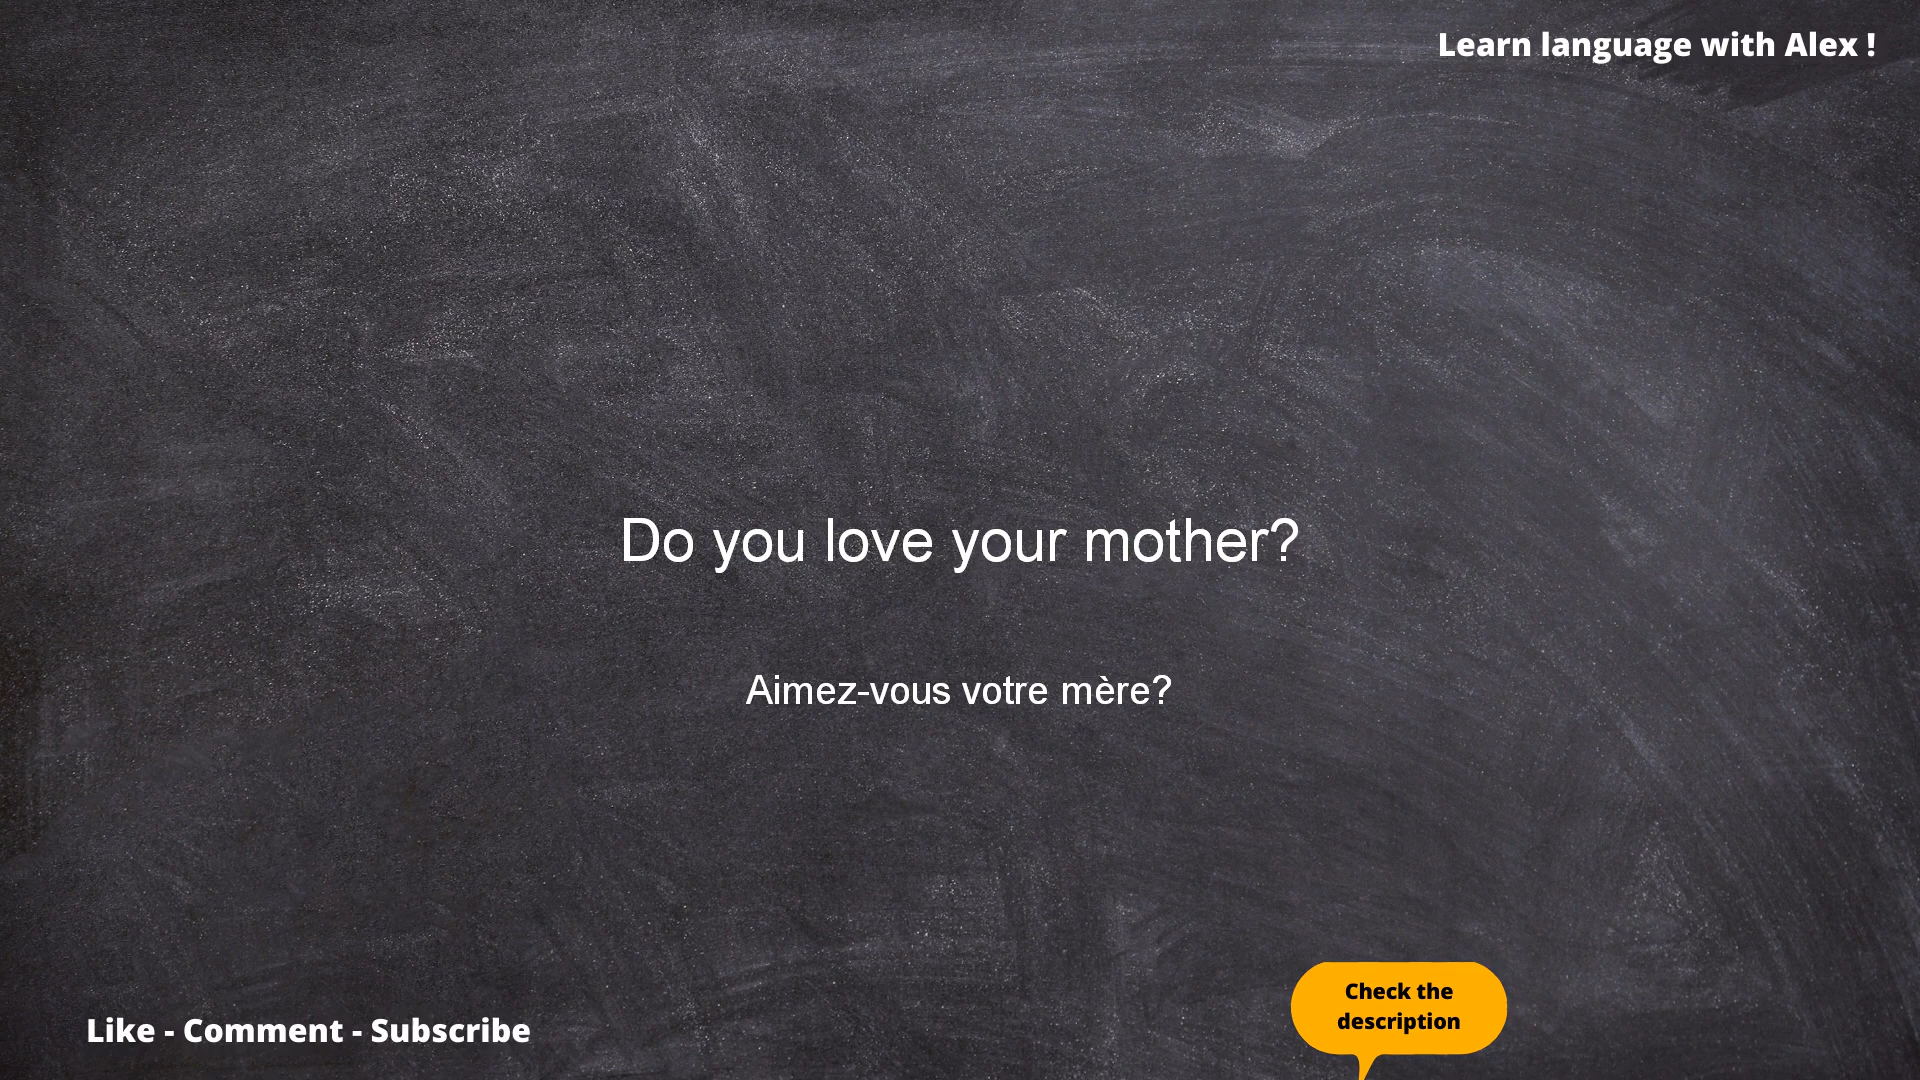 Learn language with Alex !
Do you love your mother?
Aimez-vous votre mère?
Check the
description
Like - Comment - Subscribe